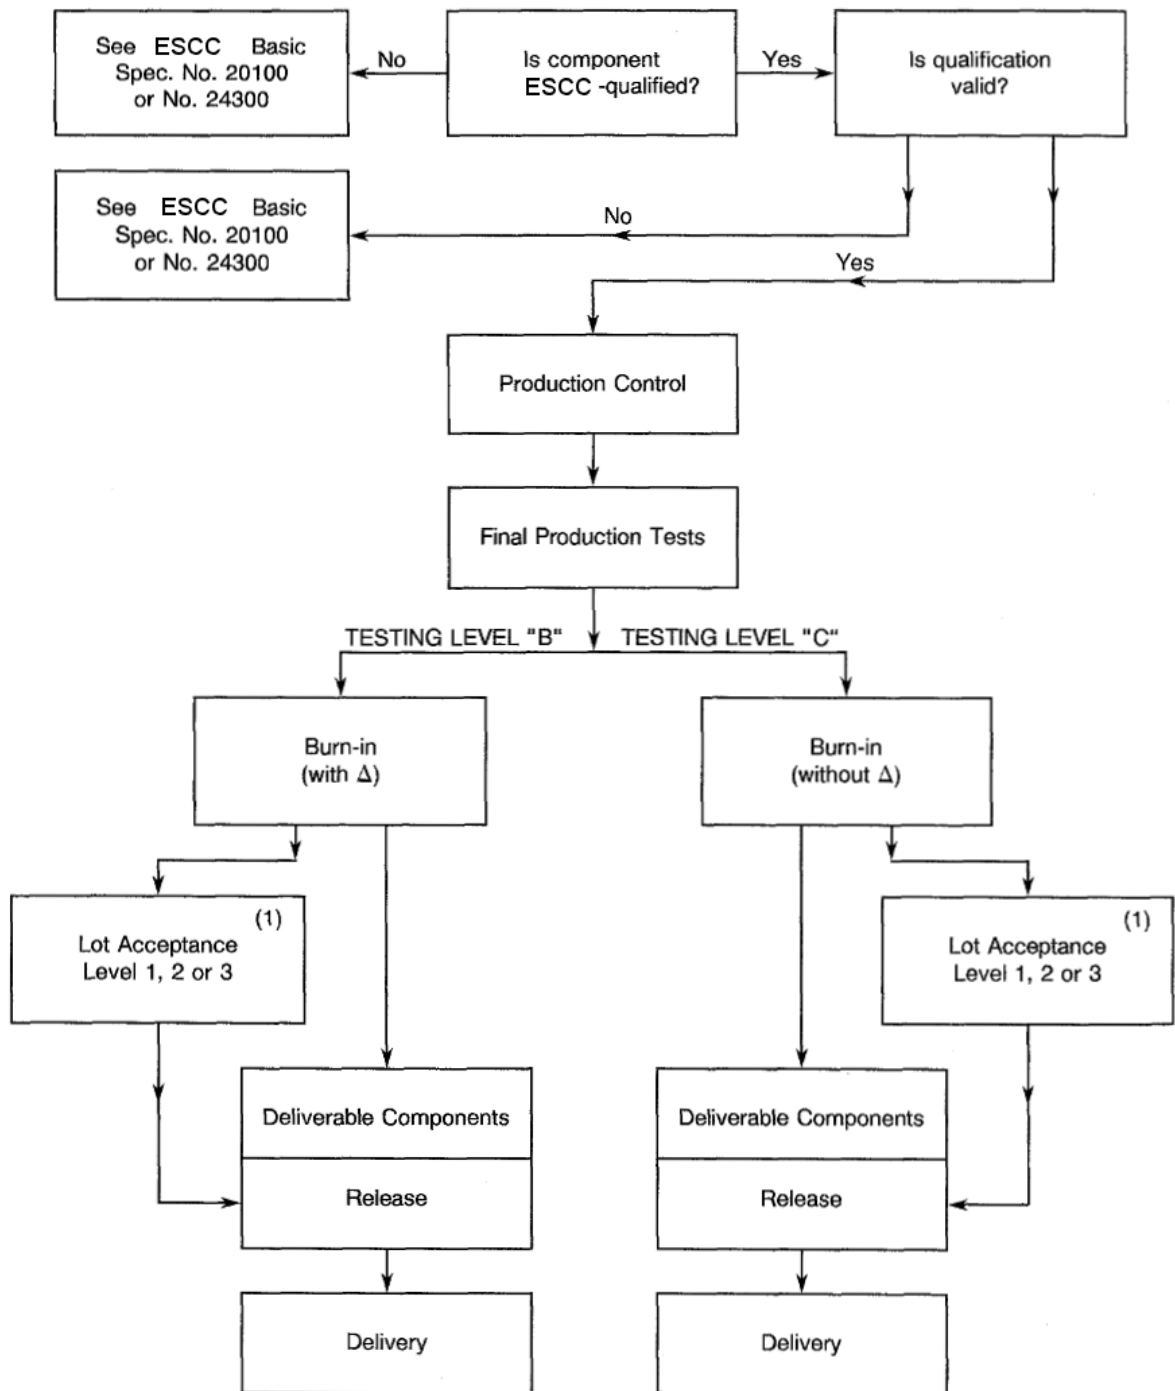 See ESCC Basic
Spec. No. 20100
or No. 24300
No
Is component
ESCC -qualified?
Yes
Is qualification
valid?
See ESCC Basic
Spec. No. 20100
or No. 24300
No
Yes
Production Control
Final Production Tests
TESTING LEVEL "B"
TESTING LEVEL "C"
Burn-in
(with Δ)
Burn-in
(without Δ)
(1)
Lot Acceptance
Level 1, 2 or 3
(1)
Lot Acceptance
Level 1, 2 or 3
Deliverable Components
Release
Deliverable Components
Release
Delivery
Delivery